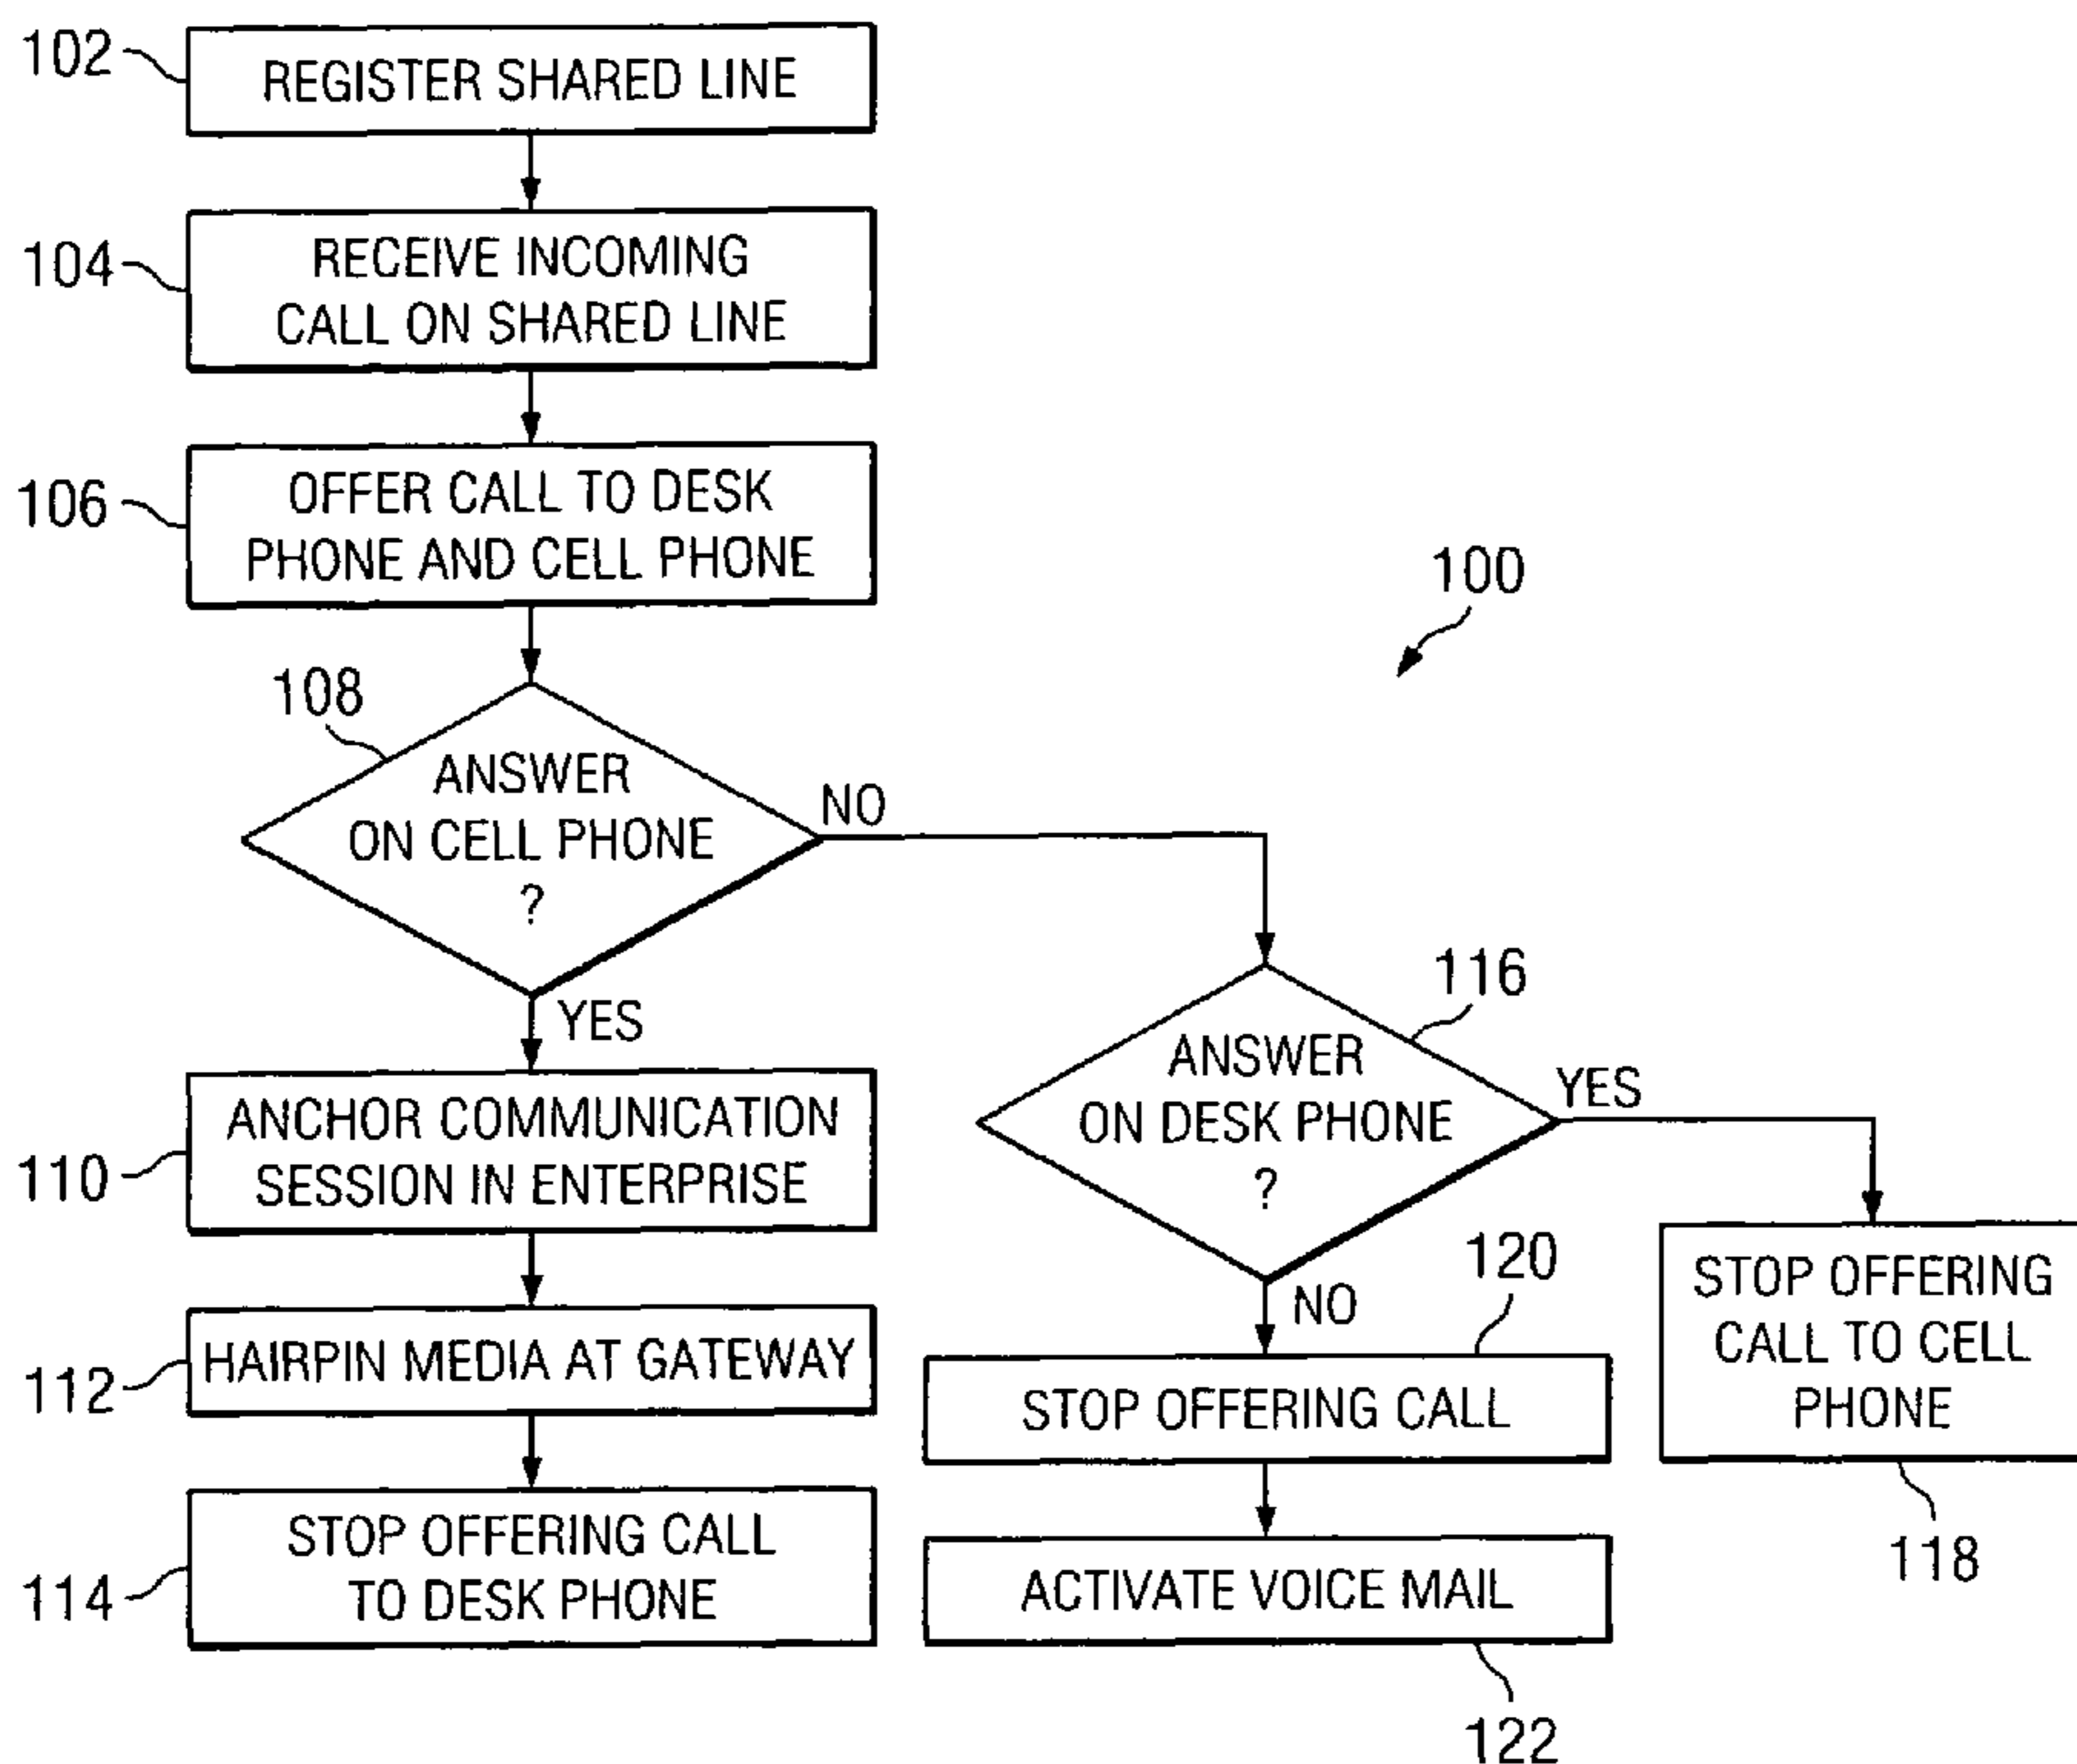 102
REGISTER SHARED LINE
104
RECEIVE INCOMING
CALL ON SHARED LINE
106
OFFER CALL TO DESK
PHONE AND CELL PHONE
100
108
ANSWER
ON CELL PHONE
?
NO
YES
110
ANCHOR COMMUNICATION
SESSION IN ENTERPRISE
112
HAIRPIN MEDIA AT GATEWAY
114
STOP OFFERING CALL
TO DESK PHONE
116
ANSWER
ON DESK PHONE
?
YES
NO
118
STOP OFFERING
CALL TO CELL
PHONE
120
STOP OFFERING CALL
ACTIVATE VOICE MAIL
122